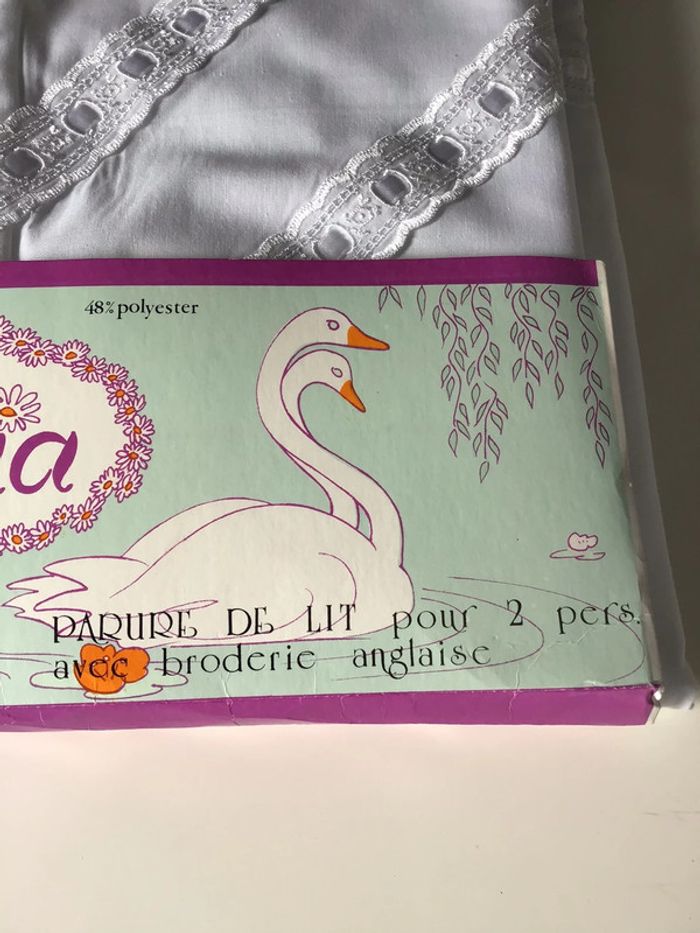 48% polyester
PARURE DE LIT pour 2 pers.
avec broderie anglaise